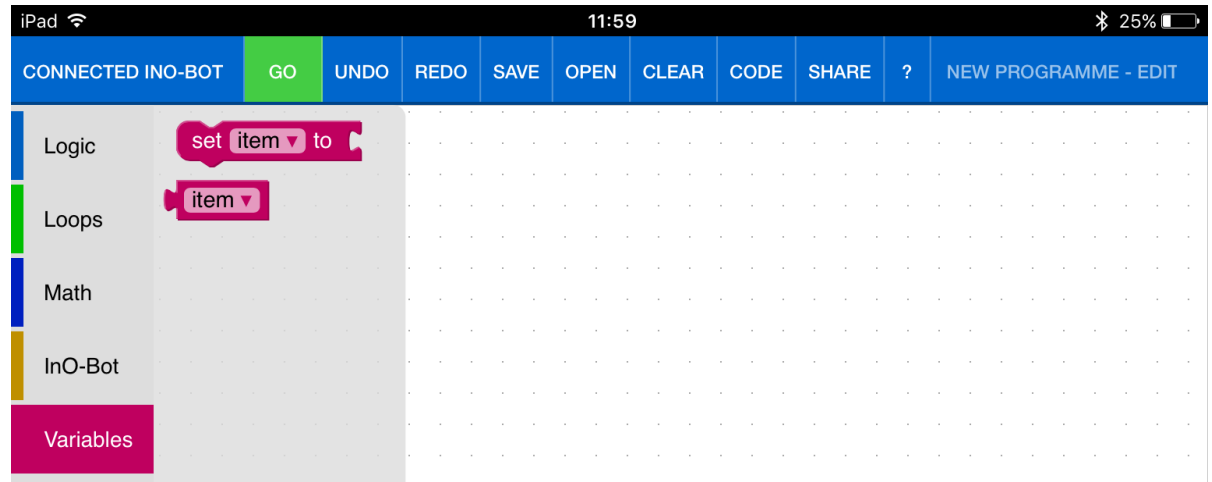 iPad 11:59 25%
CONNECTED INO-BOT GO UNDO REDO SAVE OPEN CLEAR CODE SHARE ? NEW PROGRAMME - EDIT
Logic
Loops
Math
InO-Bot
Variables
set item to
item